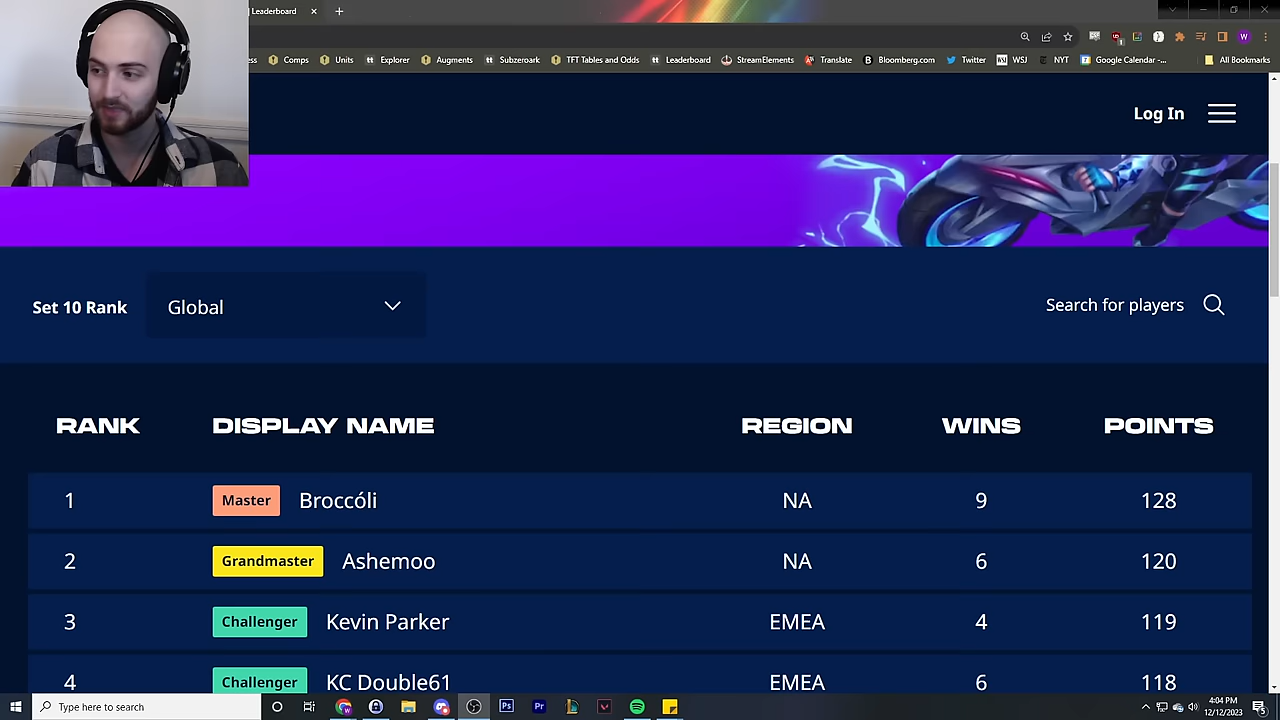 Leaderboard
ss Comps Units Explorer Augments Subzeroark TFT Tables and Odds Leaderboard StreamElements Translate Bloomberg.com Twitter WSJ NYT Google Calendar -... All Bookmarks
Log In
Set 10 Rank Global Search for players
RANK DISPLAY NAME REGION WINS POINTS
1 Master Broccóli NA 9 128
2 Grandmaster Ashemoo NA 6 120
3 Challenger Kevin Parker EMEA 4 119
4 Challenger KC Double61 EMEA 6 118
Type here to search
4:04 PM
12/12/2023